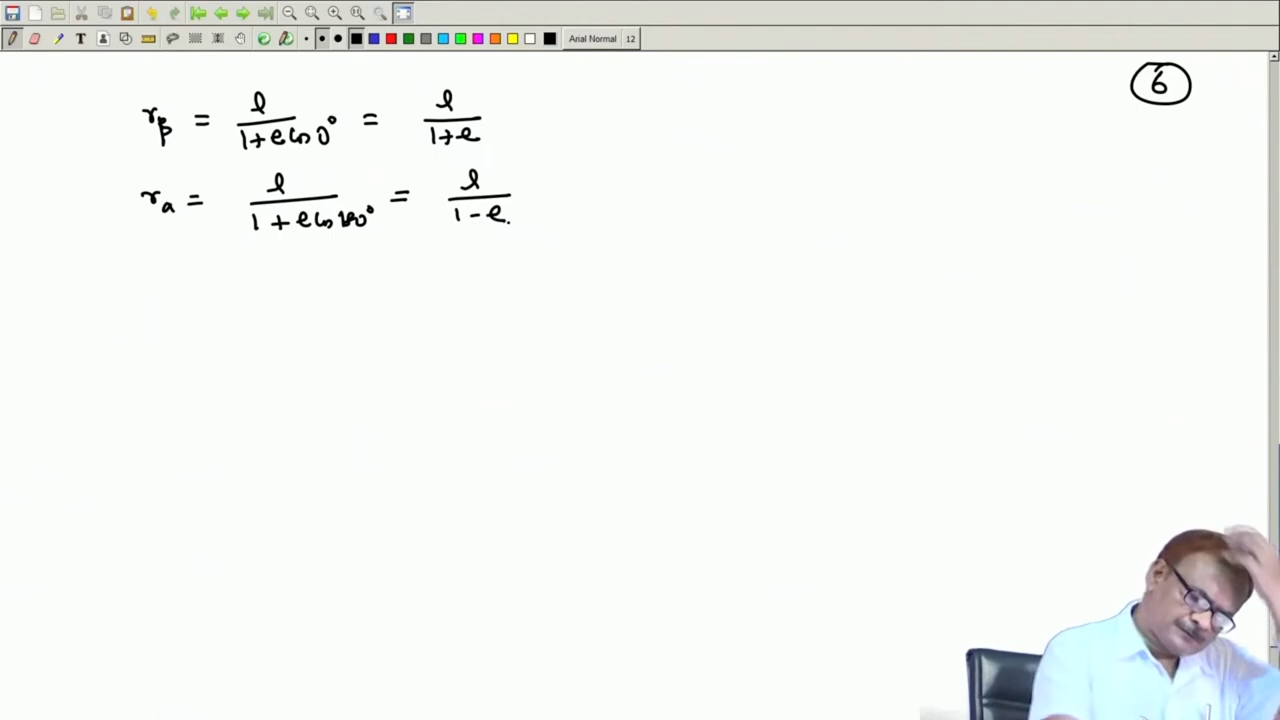 T Arial Normal 12
6
r_p = l / (1+e cos 0°) = l / (1+e)
r_a = l / (1+e cos 180°) = l / (1-e)